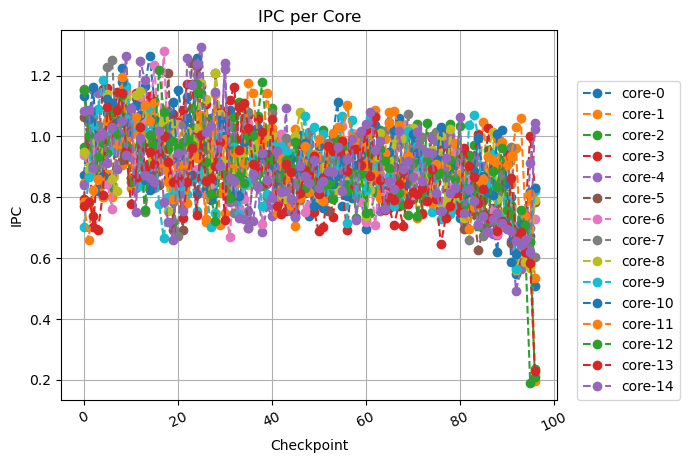 IPC per Core
IPC
1.2
1.0
0.8
0.6
0.4
0.2
0
20
40
60
80
100
Checkpoint
core-0
core-1
core-2
core-3
core-4
core-5
core-6
core-7
core-8
core-9
core-10
core-11
core-12
core-13
core-14